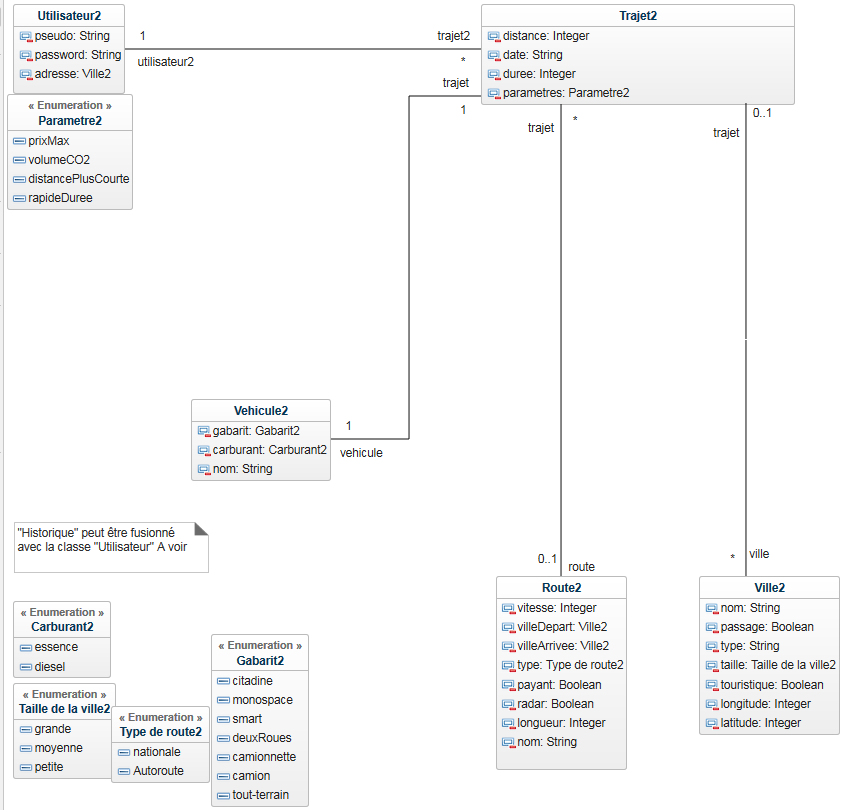 Utilisateur2
pseudo: String
password: String
adresse: Ville2
1
utilisateur2
trajet2
*
trajet
1
Trajet2
distance: Integer
date: String
duree: Integer
parametres: Parametre2
« Enumeration »
Parametre2
prixMax
volumeCO2
distancePlusCourte
rapideDuree
trajet
*
trajet
0..1
Vehicule2
gabarit: Gabarit2
carburant: Carburant2
nom: String
1
vehicule
"Historique" peut être fusionné
avec la classe "Utilisateur" A voir
0..1
route
*
ville
Route2
vitesse: Integer
villeDepart: Ville2
villeArrivee: Ville2
type: Type de route2
payant: Boolean
radar: Boolean
longueur: Integer
nom: String
Ville2
nom: String
passage: Boolean
type: String
taille: Taille de la ville2
touristique: Boolean
longitude: Integer
latitude: Integer
« Enumeration »
Carburant2
essence
diesel
« Enumeration »
Taille de la ville2
grande
moyenne
petite
« Enumeration »
Type de route2
nationale
Autoroute
« Enumeration »
Gabarit2
citadine
monospace
smart
deuxRoues
camionnette
camion
tout-terrain